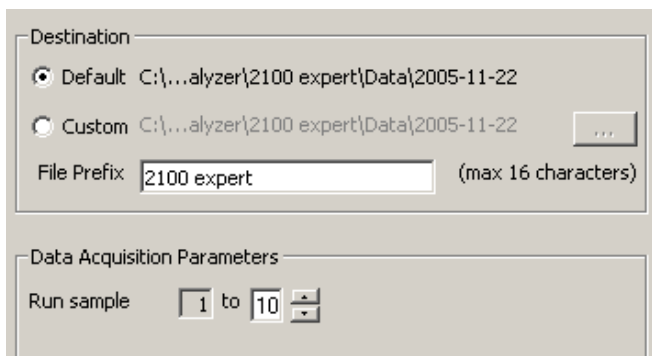 Destination
Default C:\...alyzer\2100 expert\Data\2005-11-22
Custom C:\...alyzer\2100 expert\Data\2005-11-22 ...
File Prefix 2100 expert (max 16 characters)
Data Acquisition Parameters
Run sample 1 to 10